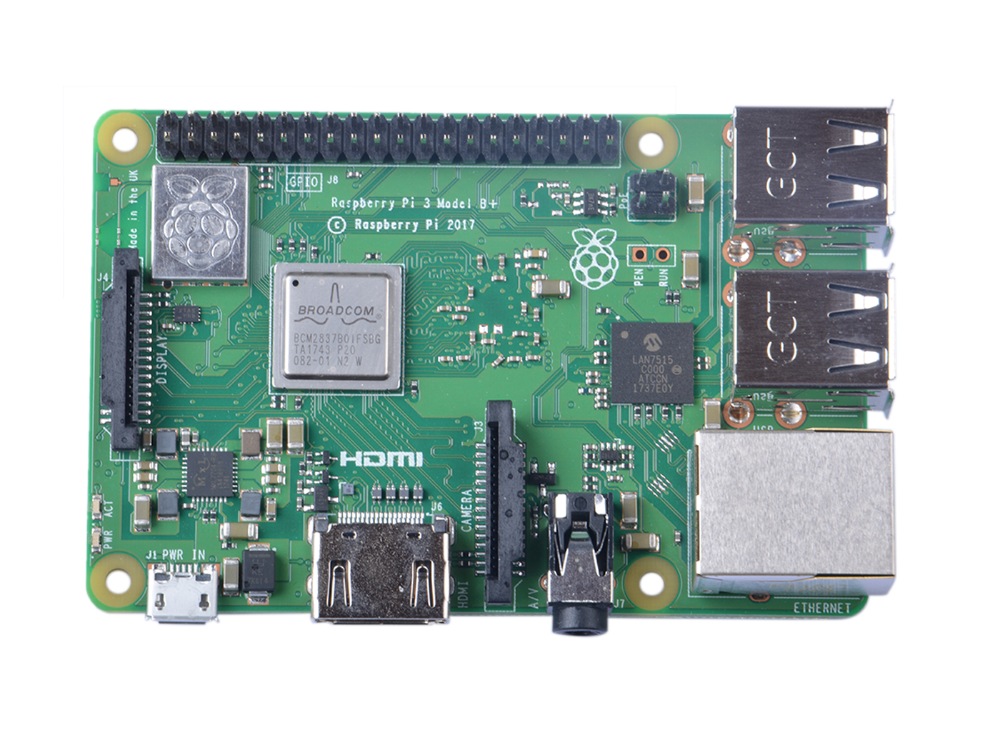 GPIO
J8
Made in the UK
Raspberry Pi 3 Model B+
© Raspberry Pi 2017
PoE
GCT
USB
PEN
RUN
J4
DISPLAY
BROADCOM®
BCM2837B0IFSBG
TA1743 P20
082-01 N2 W
LAN7515
C000
ATCCN
1737E0Y
GCT
USB
J3
HDMI
CAMERA
MXL
ACT
PWR
J1 PWR IN
J6
HDMI
A/V
J7
ETHERNET